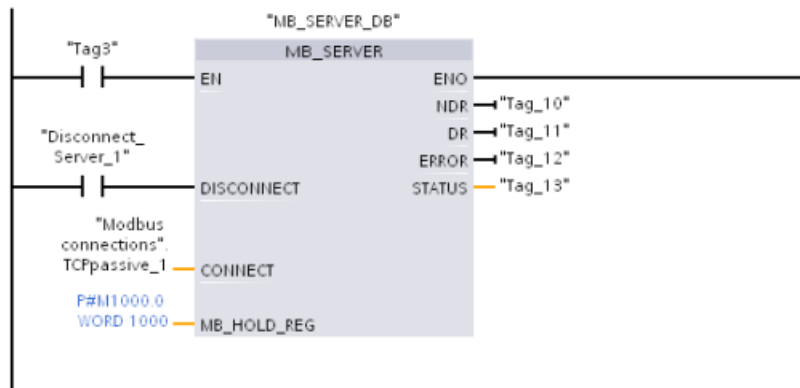 "MB_SERVER_DB"
"Tag3"
MB_SERVER
EN
ENO
NDR
"Tag_10"
DR
"Tag_11"
"Disconnect_
Server_1"
ERROR
"Tag_12"
DISCONNECT
STATUS
"Tag_13"
"Modbus
connections".
TCPpassive_1
CONNECT
P#M1000.0
WORD 1000
MB_HOLD_REG